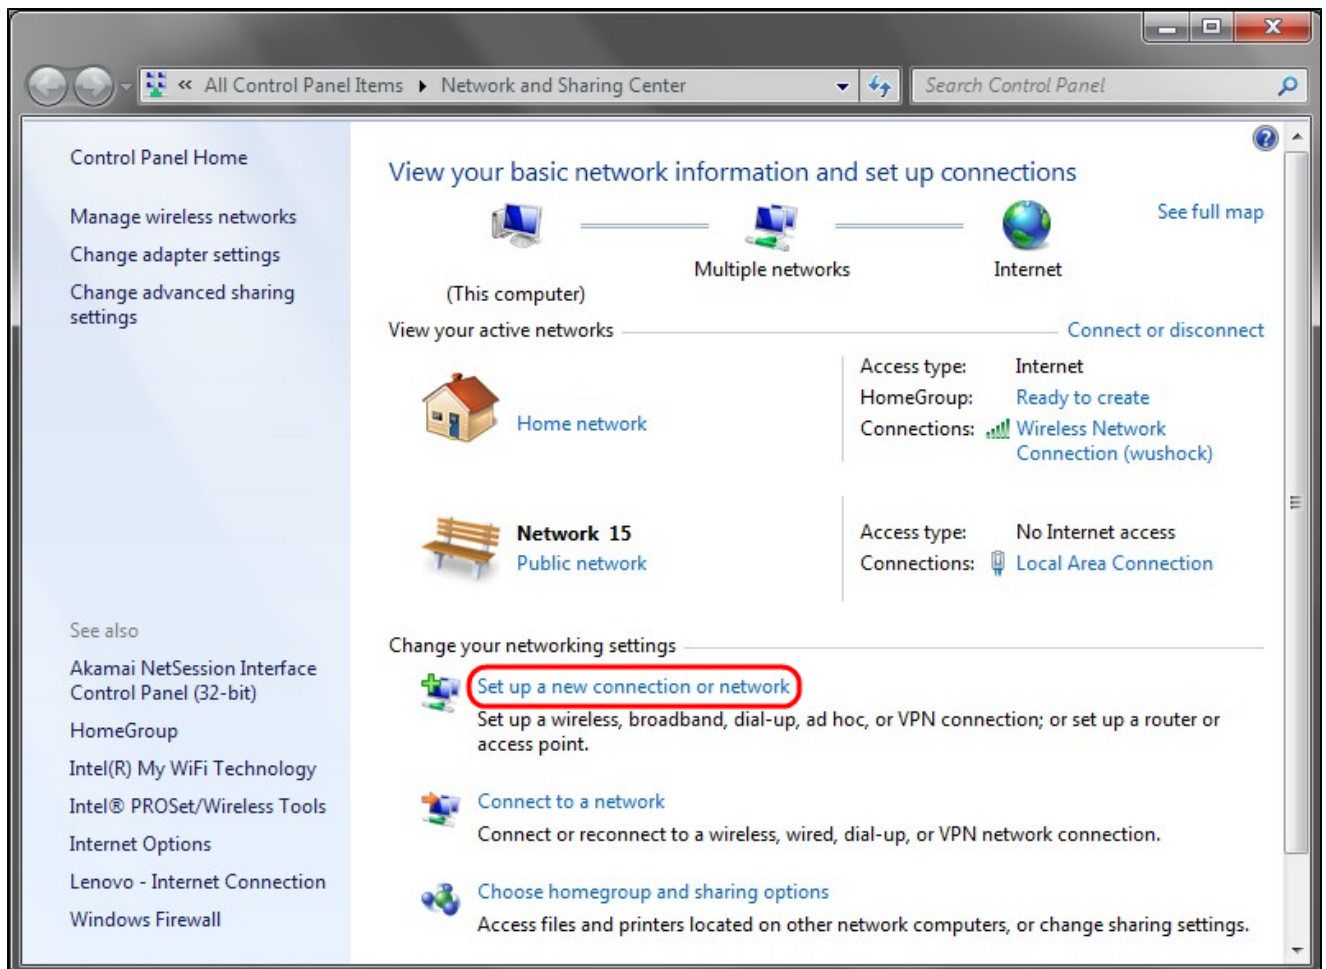 « All Control Panel Items ▸ Network and Sharing Center
Search Control Panel
Control Panel Home
Manage wireless networks
Change adapter settings
Change advanced sharing
settings
See also
Akamai NetSession Interface
Control Panel (32-bit)
HomeGroup
Intel(R) My WiFi Technology
Intel® PROSet/Wireless Tools
Internet Options
Lenovo - Internet Connection
Windows Firewall
View your basic network information and set up connections
See full map
Multiple networks
Internet
(This computer)
View your active networks
Connect or disconnect
Home network
Access type: Internet
HomeGroup: Ready to create
Connections: Wireless Network
Connection (wushock)
Network 15
Public network
Access type: No Internet access
Connections: Local Area Connection
Change your networking settings
Set up a new connection or network
Set up a wireless, broadband, dial-up, ad hoc, or VPN connection; or set up a router or
access point.
Connect to a network
Connect or reconnect to a wireless, wired, dial-up, or VPN network connection.
Choose homegroup and sharing options
Access files and printers located on other network computers, or change sharing settings.